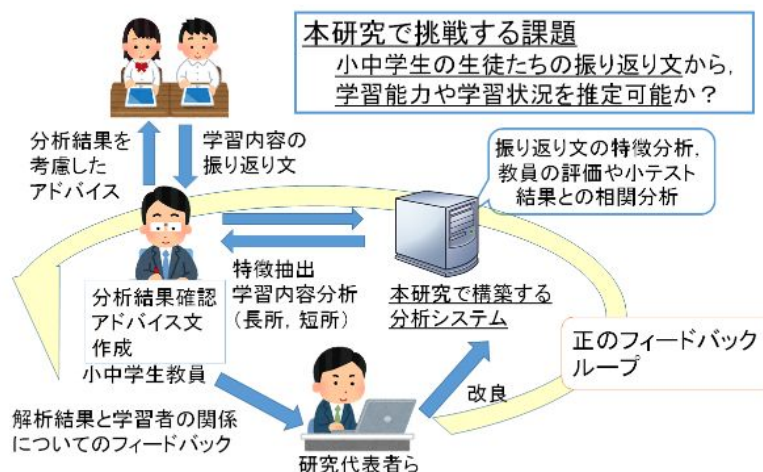 本研究で挑戦する課題
小中学生の生徒たちの振り返り文から,
学習能力や学習状況を推定可能か？
分析結果を
考慮した
アドバイス
学習内容の
振り返り文
振り返り文の特徴分析,
教員の評価や小テスト
結果との相関分析
特徴抽出
学習内容分析
（長所, 短所）
本研究で構築する
分析システム
分析結果確認
アドバイス文
作成
小中学生教員
正のフィードバック
ループ
改良
解析結果と学習者の関係
についてのフィードバック
研究代表者ら